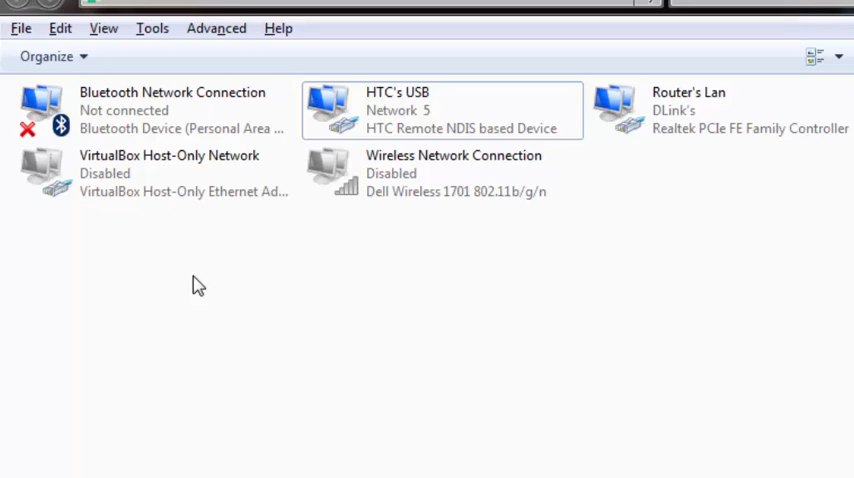 File Edit View Tools Advanced Help
Organize
Bluetooth Network Connection
Not connected
Bluetooth Device (Personal Area ...
HTC's USB
Network 5
HTC Remote NDIS based Device
Router's Lan
DLink's
Realtek PCIe FE Family Controller
VirtualBox Host-Only Network
Disabled
VirtualBox Host-Only Ethernet Ad...
Wireless Network Connection
Disabled
Dell Wireless 1701 802.11b/g/n